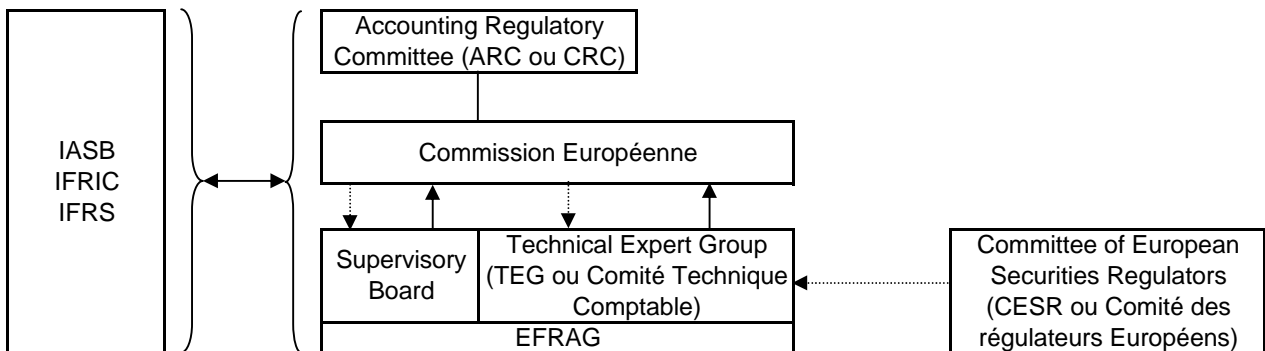 Accounting Regulatory
Committee (ARC ou CRC)
IASB
IFRIC
IFRS
Commission Européenne
Supervisory
Board
Technical Expert Group
(TEG ou Comité Technique
Comptable)
EFRAG
Committee of European
Securities Regulators
(CESR ou Comité des
régulateurs Européens)